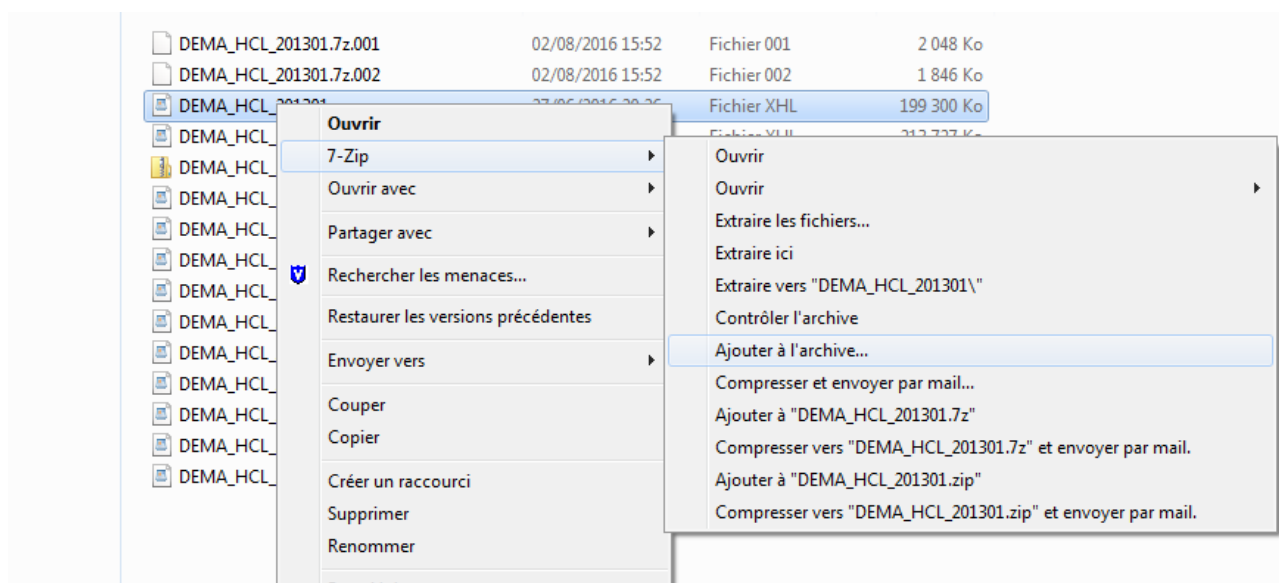 DEMA_HCL_201301.7z.001 02/08/2016 15:52 Fichier 001 2 048 Ko
DEMA_HCL_201301.7z.002 02/08/2016 15:52 Fichier 002 1 846 Ko
DEMA_HCL_201301 27/06/2016 Fichier XHL 199 300 Ko
DEMA_HCL_ Fichier XHL
DEMA_HCL_
DEMA_HCL_
DEMA_HCL_
DEMA_HCL_
DEMA_HCL_
DEMA_HCL_
DEMA_HCL_
DEMA_HCL_
DEMA_HCL_
DEMA_HCL_
DEMA_HCL_
Ouvrir
7-Zip
Ouvrir avec
Partager avec
Rechercher les menaces...
Restaurer les versions précédentes
Envoyer vers
Couper
Copier
Créer un raccourci
Supprimer
Renommer
Ouvrir
Ouvrir
Extraire les fichiers...
Extraire ici
Extraire vers "DEMA_HCL_201301\"
Contrôler l'archive
Ajouter à l'archive...
Compresser et envoyer par mail...
Ajouter à "DEMA_HCL_201301.7z"
Compresser vers "DEMA_HCL_201301.7z" et envoyer par mail.
Ajouter à "DEMA_HCL_201301.zip"
Compresser vers "DEMA_HCL_201301.zip" et envoyer par mail.